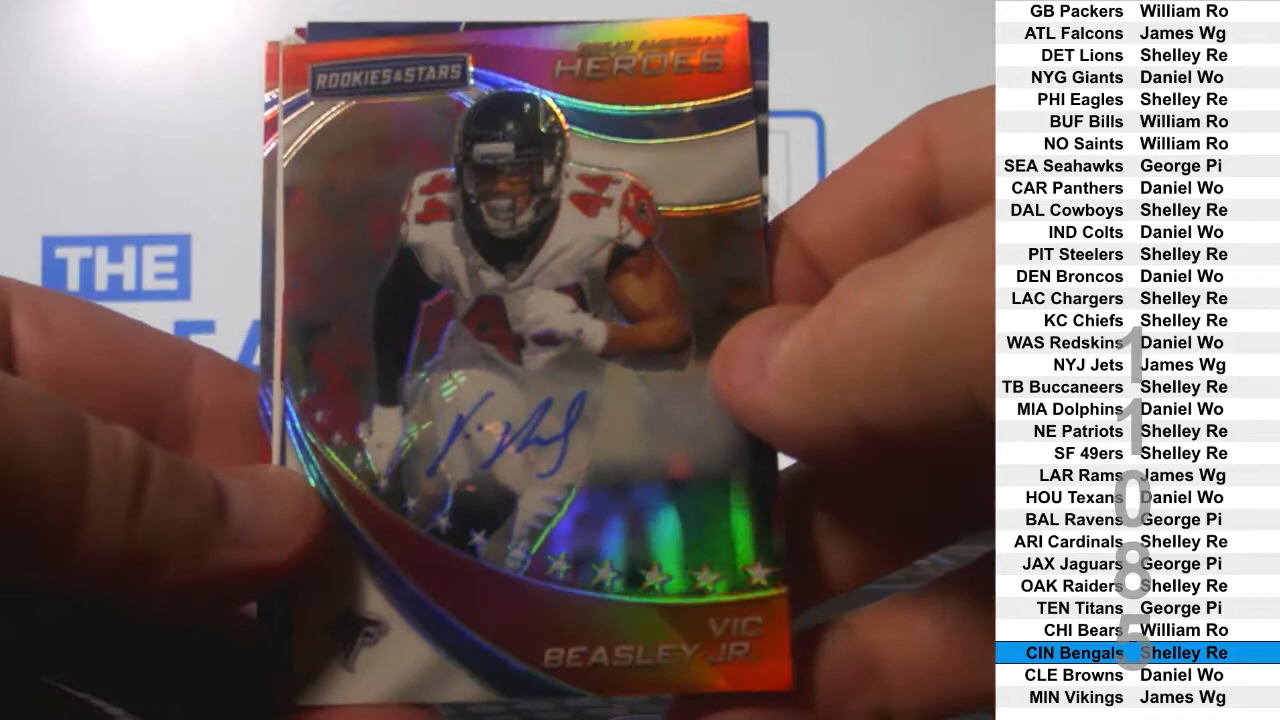 ROOKIES & STARS
GREAT AMERICAN
HEROES
THE
44
VIC
BEASLEY JR.
GB Packers William Ro
ATL Falcons James Wg
DET Lions Shelley Re
NYG Giants Daniel Wo
PHI Eagles Shelley Re
BUF Bills William Ro
NO Saints William Ro
SEA Seahawks George Pi
CAR Panthers Daniel Wo
DAL Cowboys Shelley Re
IND Colts Daniel Wo
PIT Steelers Shelley Re
DEN Broncos Daniel Wo
LAC Chargers Shelley Re
KC Chiefs Shelley Re
WAS Redskins Daniel Wo
NYJ Jets James Wg
TB Buccaneers Shelley Re
MIA Dolphins Daniel Wo
NE Patriots Shelley Re
SF 49ers Shelley Re
LAR Rams James Wg
HOU Texans Daniel Wo
BAL Ravens George Pi
ARI Cardinals Shelley Re
JAX Jaguars George Pi
OAK Raiders Shelley Re
TEN Titans George Pi
CHI Bears William Ro
CIN Bengals Shelley Re
CLE Browns Daniel Wo
MIN Vikings James Wg
11085